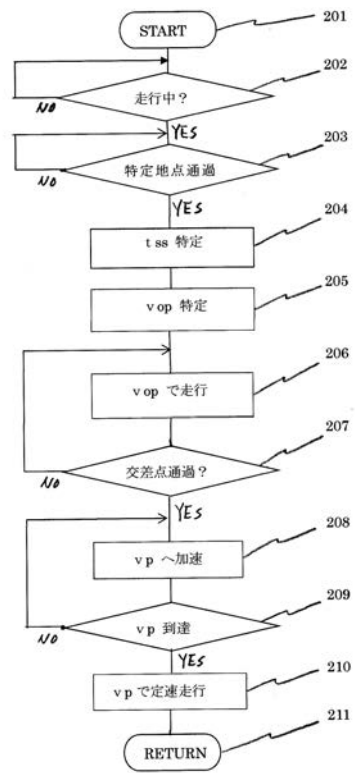 START
201
202
走行中？
NO
YES
203
特定地点通過
NO
YES
204
tss 特定
205
vop 特定
206
vop で走行
207
交差点通過？
NO
YES
208
vp へ加速
209
vp 到達
NO
YES
210
vpで定速走行
211
RETURN